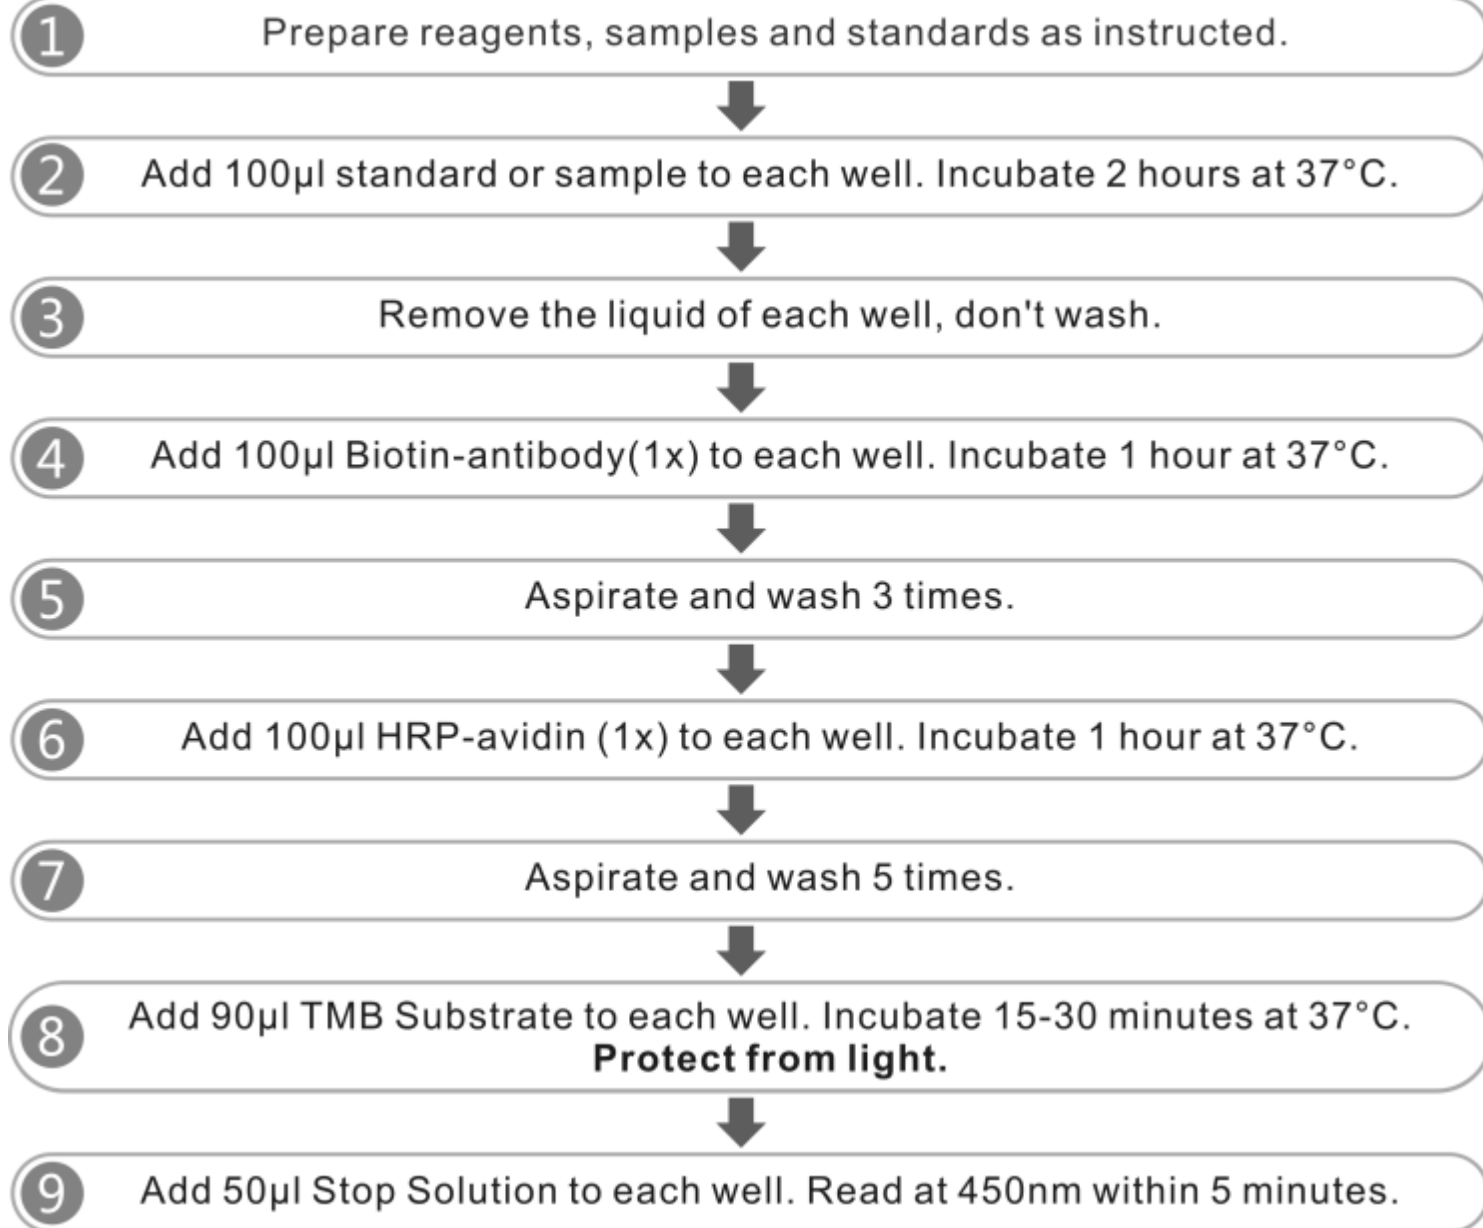 1 Prepare reagents, samples and standards as instructed.
2 Add 100µl standard or sample to each well. Incubate 2 hours at 37°C.
3 Remove the liquid of each well, don't wash.
4 Add 100µl Biotin-antibody(1x) to each well. Incubate 1 hour at 37°C.
5 Aspirate and wash 3 times.
6 Add 100µl HRP-avidin (1x) to each well. Incubate 1 hour at 37°C.
7 Aspirate and wash 5 times.
8 Add 90µl TMB Substrate to each well. Incubate 15-30 minutes at 37°C.
Protect from light.
9 Add 50µl Stop Solution to each well. Read at 450nm within 5 minutes.